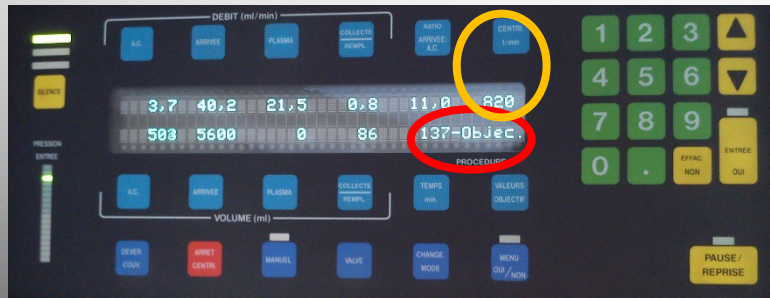 DEBIT (ml/min)
A.C. ARRIVEE PLASMA COLLECTE REMPL. RATIO ARRIVEE: A.C. CENTRI. t/min
1 2 3
SILENCE
4 5 6
3,7 40,2 21,5 0,8 11,0 820
503 5600 0 86 137-Objec.
7 8 9
PRESSION ENTREE
PROCEDURE
0 . EFFAC NON ENTREE OUI
A.C. ARRIVEE PLASMA COLLECTE REMPL. TEMPS min. VALEURS OBJECTIF
VOLUME (ml)
DEVER. COUV. ARRET CENTRI. MANUEL VALVE CHANGE. MODE MENU OUI/NON PAUSE/ REPRISE